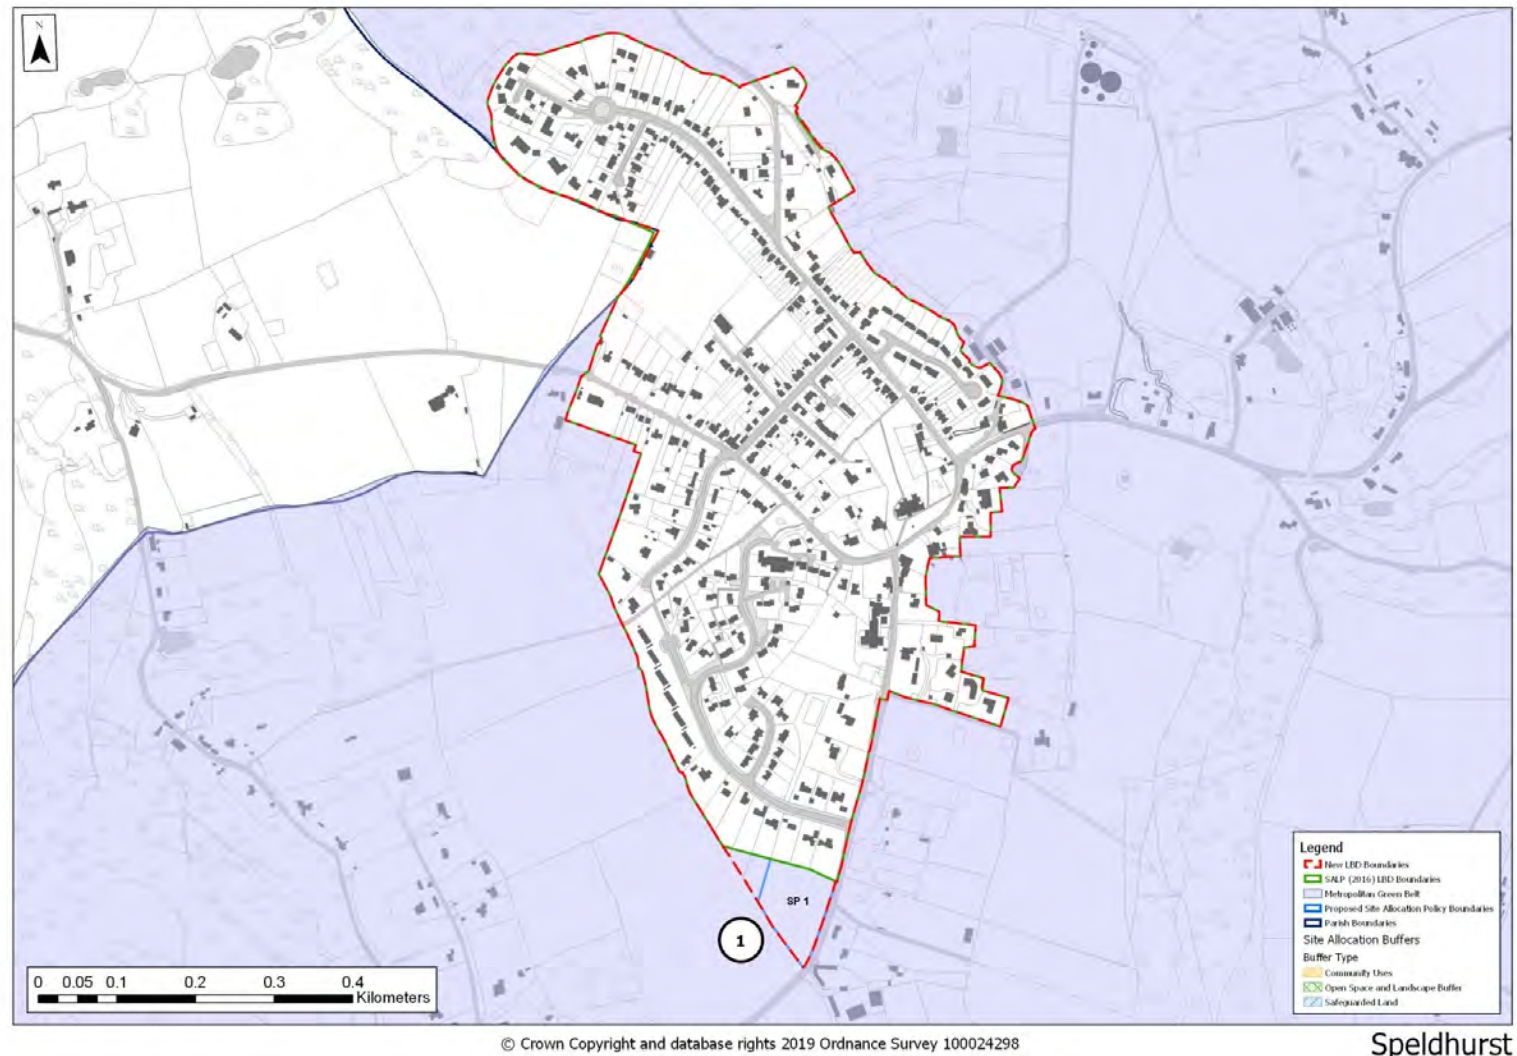 N
SP 1
1
0 0.05 0.1 0.2 0.3 0.4
Kilometers
Legend
New LBD Boundaries
SALP (2016) LBD Boundaries
Metropolitan Green Belt
Proposed Site Allocation Policy Boundaries
Parish Boundaries
Site Allocation Buffers
Buffer Type
Community Uses
Open Space and Landscape Buffer
Safeguarded Land
© Crown Copyright and database rights 2019 Ordnance Survey 100024298
Speldhurst